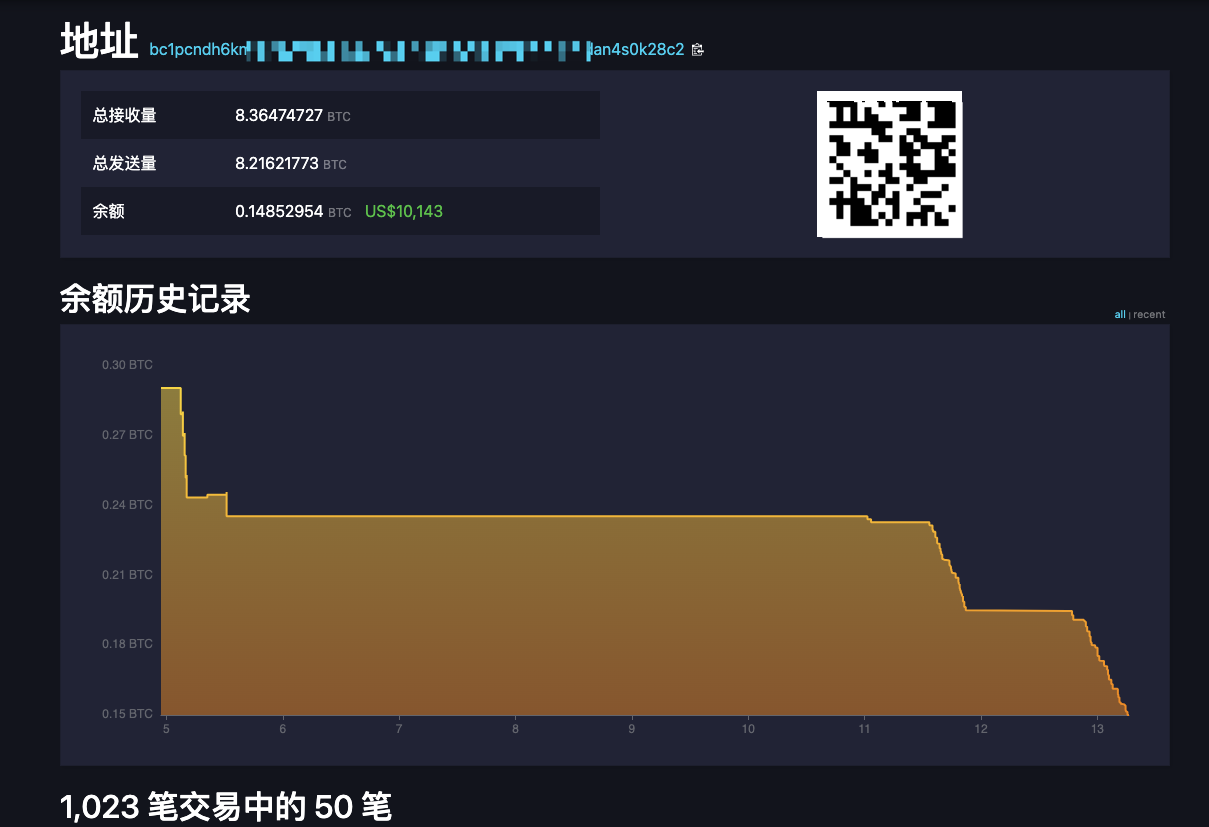 地址 bc1pcndh6k lan4s0k28c2
总接收量 8.36474727 BTC
总发送量 8.21621773 BTC
余额 0.14852954 BTC US$10,143
余额历史记录
all | recent
0.30 BTC
0.27 BTC
0.24 BTC
0.21 BTC
0.18 BTC
0.15 BTC
5 6 7 8 9 10 11 12 13
1,023 笔交易中的 50 笔